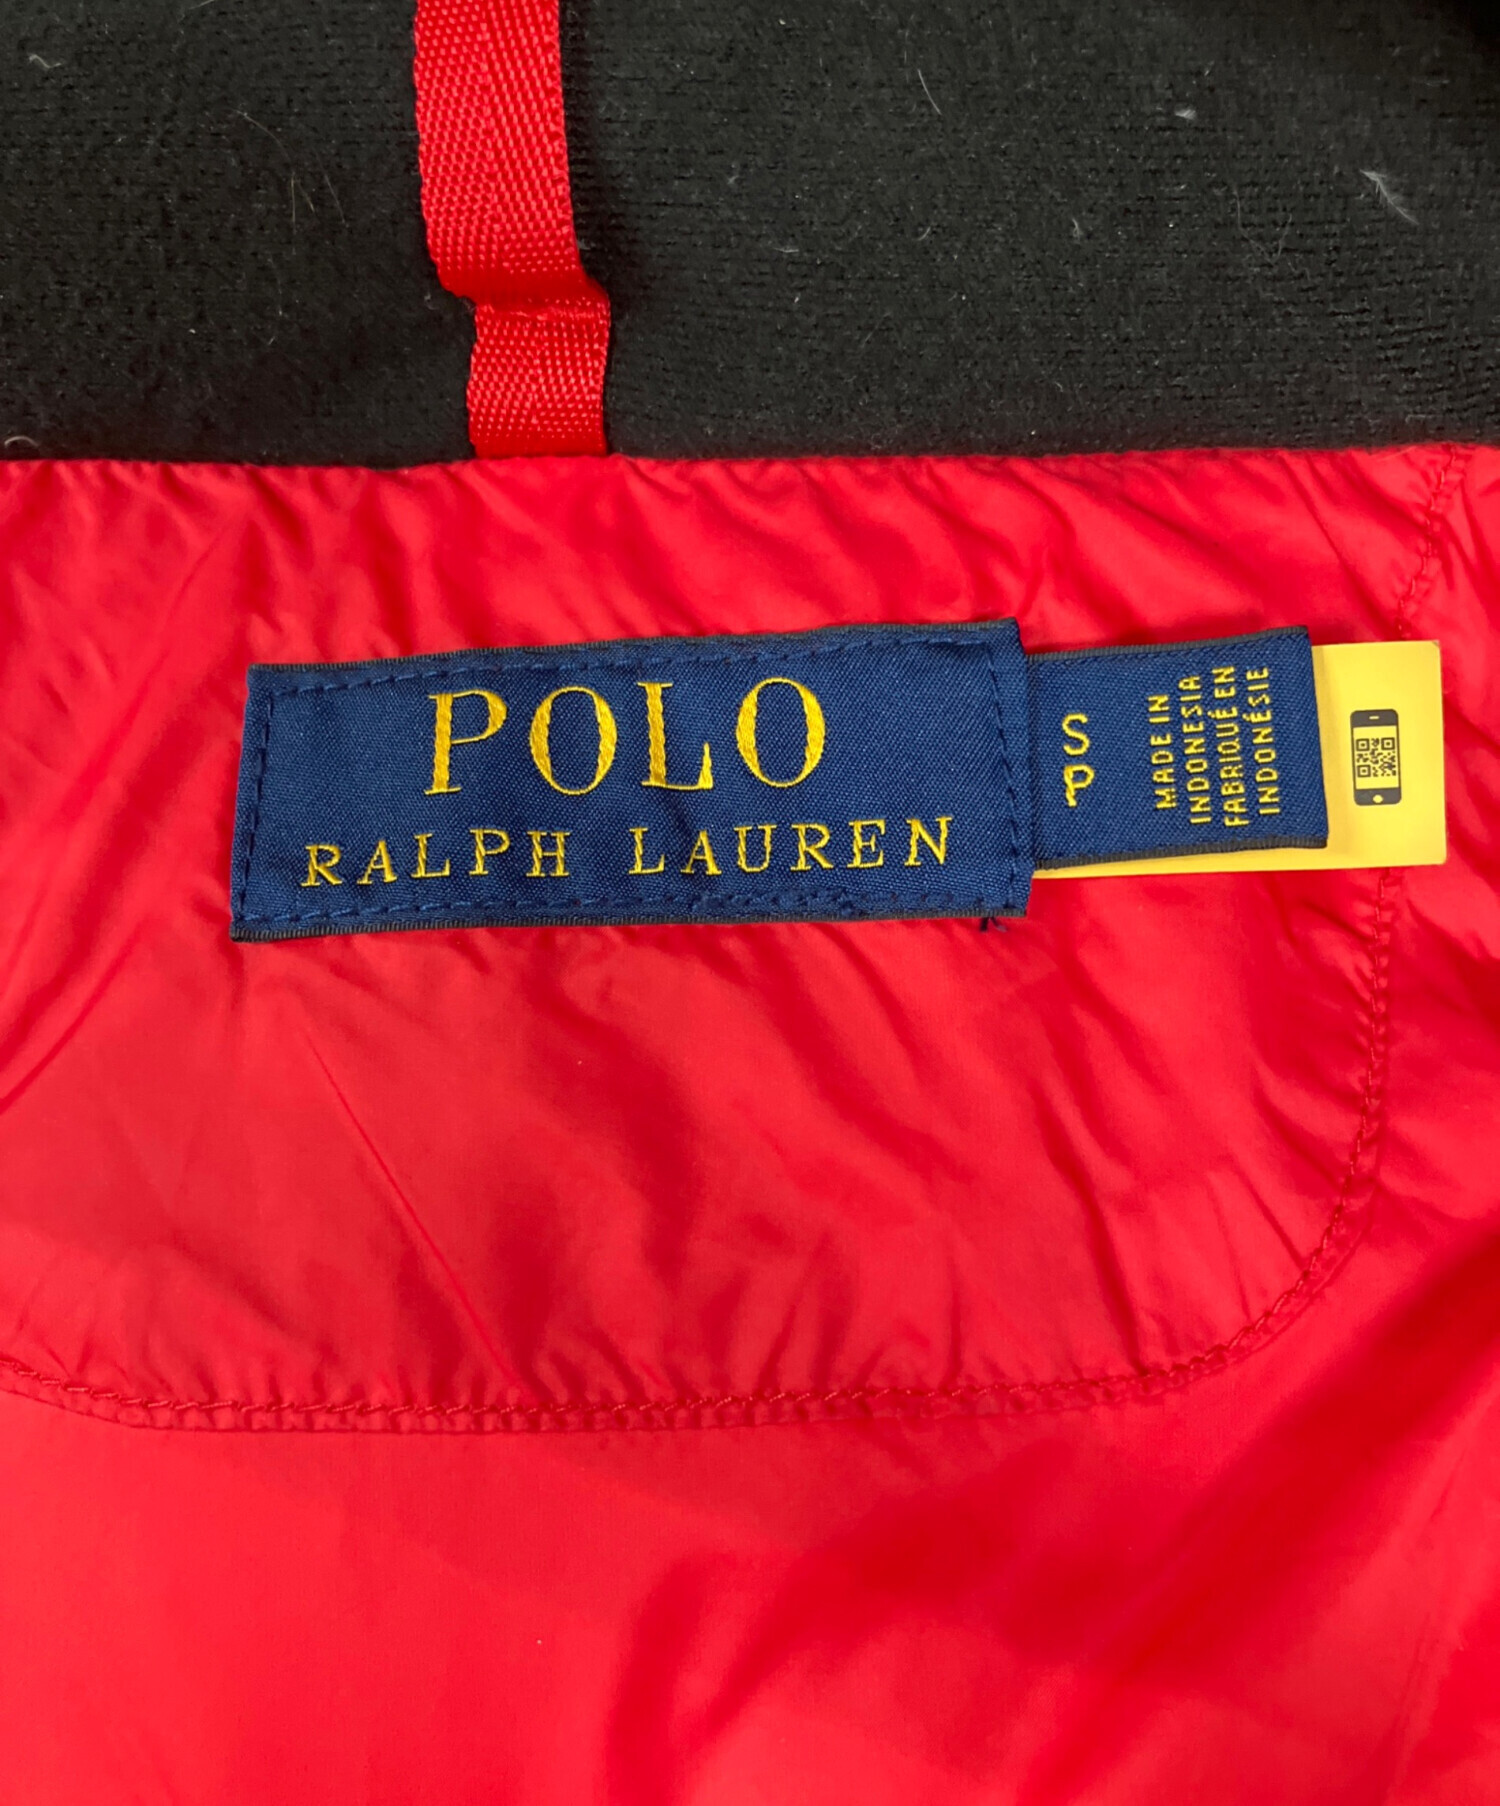 POLO
RALPH LAUREN
S
P
MADE IN
INDONESIA
FABRIQUÉ EN
INDONÉSIE